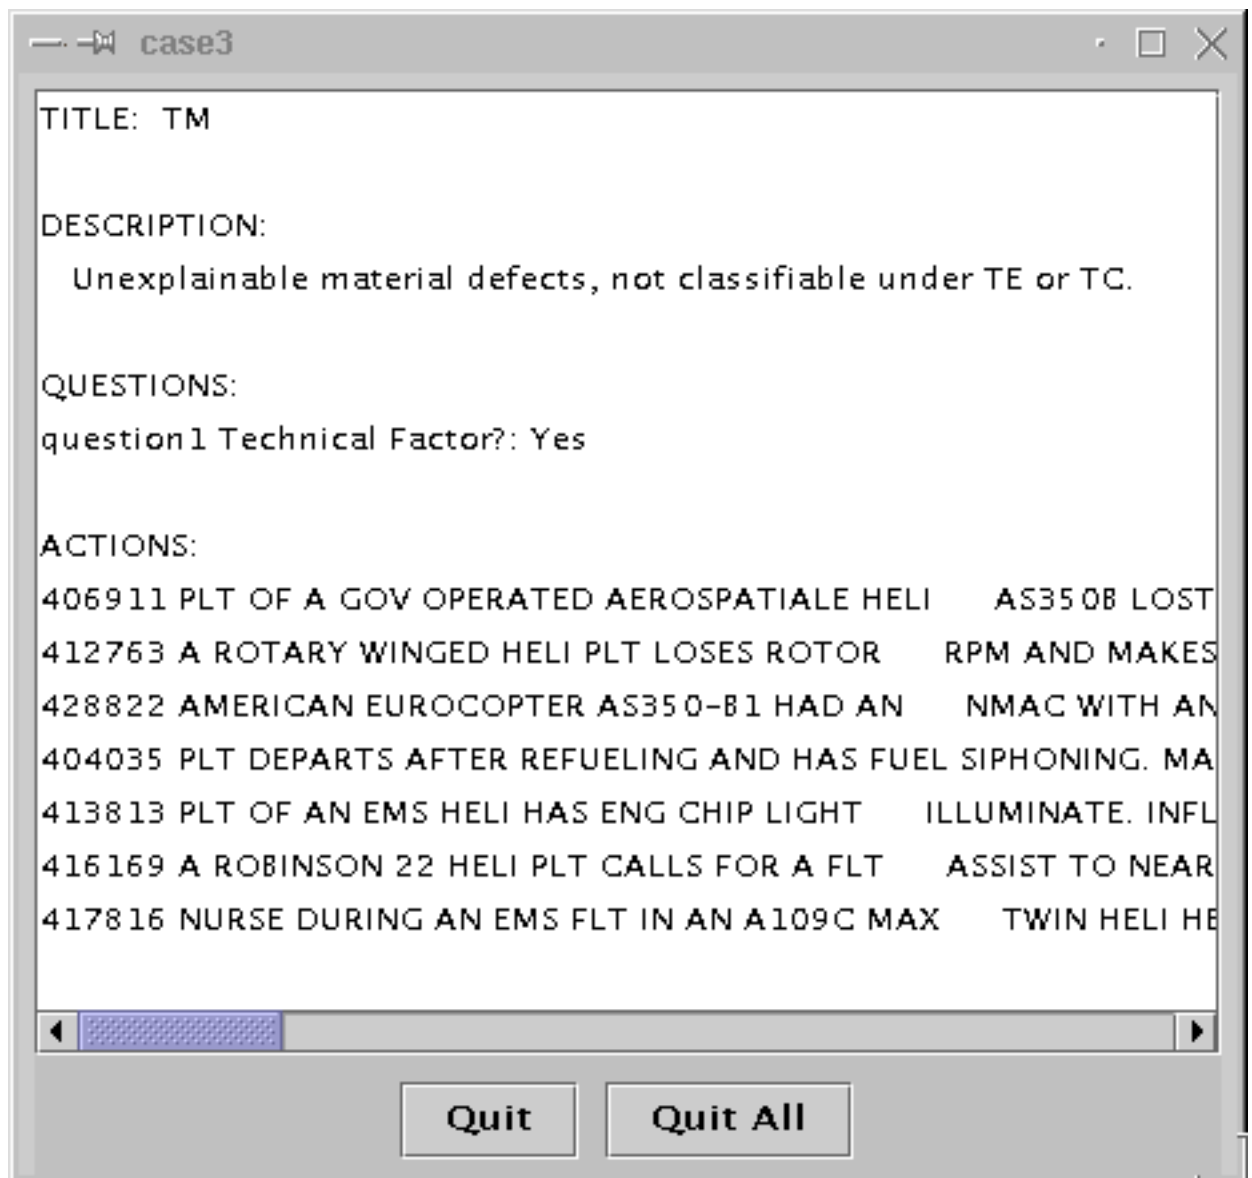 case3
TITLE: TM
DESCRIPTION:
Unexplainable material defects, not classifiable under TE or TC.
QUESTIONS:
question1 Technical Factor?: Yes
ACTIONS:
406911 PLT OF A GOV OPERATED AEROSPATIALE HELI AS350B LOST
412763 A ROTARY WINGED HELI PLT LOSES ROTOR RPM AND MAKES
428822 AMERICAN EUROCOPTER AS350-B1 HAD AN NMAC WITH AN
404035 PLT DEPARTS AFTER REFUELING AND HAS FUEL SIPHONING. MA
413813 PLT OF AN EMS HELI HAS ENG CHIP LIGHT ILLUMINATE. INFL
416169 A ROBINSON 22 HELI PLT CALLS FOR A FLT ASSIST TO NEAR
417816 NURSE DURING AN EMS FLT IN AN A109C MAX TWIN HELI HE
Quit Quit All